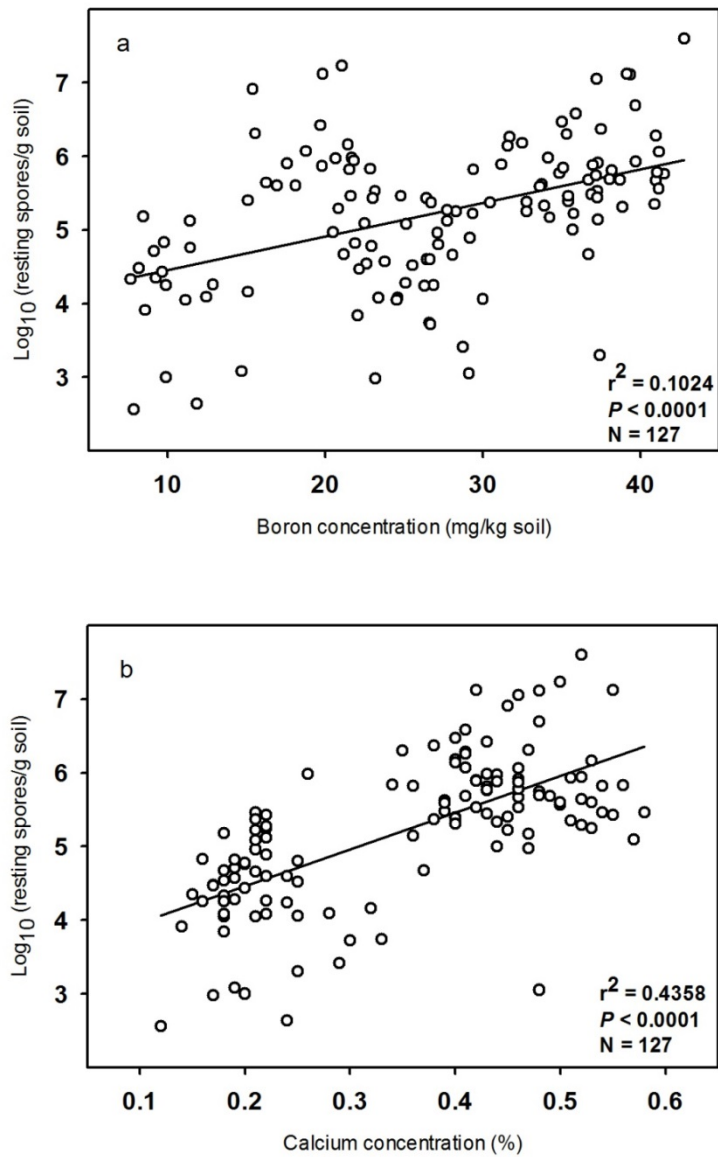 a
7
6
5
4
3
Log10 (resting spores/g soil)
r2 = 0.1024
P < 0.0001
N = 127
10 20 30 40
Boron concentration (mg/kg soil)
b
7
6
5
4
3
Log10 (resting spores/g soil)
r2 = 0.4358
P < 0.0001
N = 127
0.1 0.2 0.3 0.4 0.5 0.6
Calcium concentration (%)